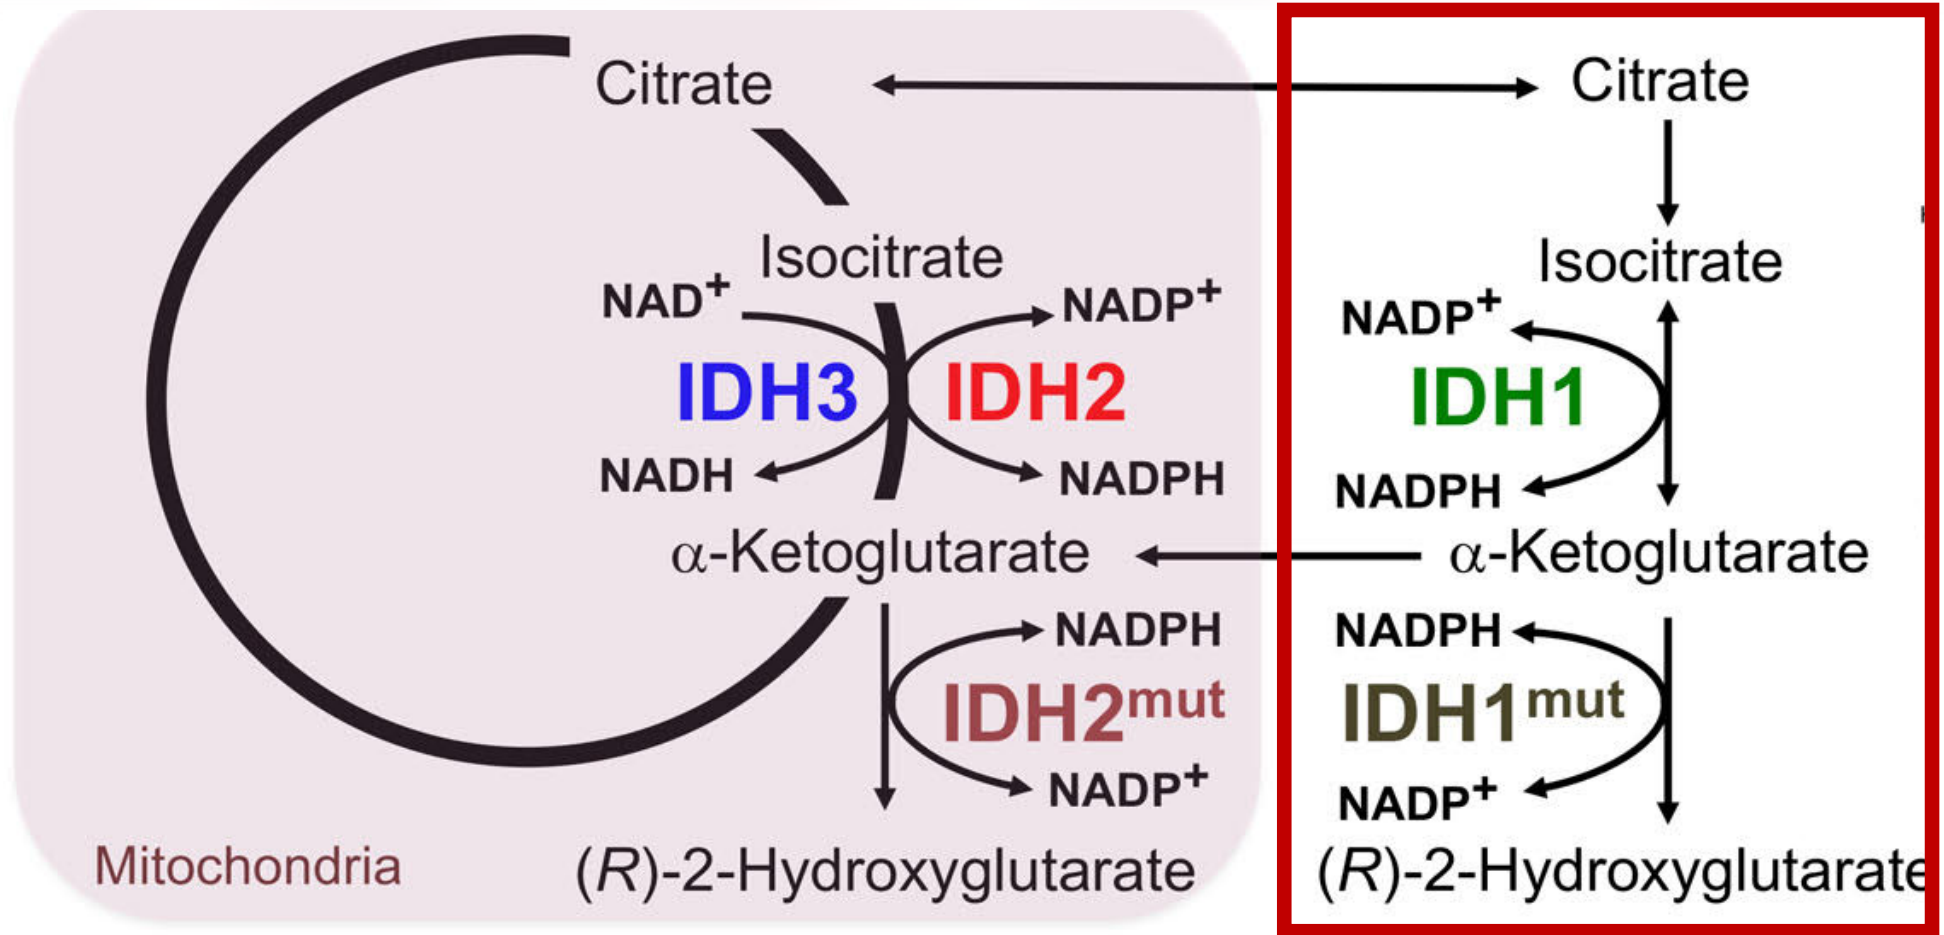 Citrate
Citrate
Isocitrate
Isocitrate
NAD⁺
NADP⁺
NADP⁺
IDH3
IDH2
IDH1
NADH
NADPH
NADPH
α-Ketoglutarate
α-Ketoglutarate
NADPH
NADPH
IDH2mut
IDH1mut
NADP⁺
NADP⁺
Mitochondria
(R)-2-Hydroxyglutarate
(R)-2-Hydroxyglutarate